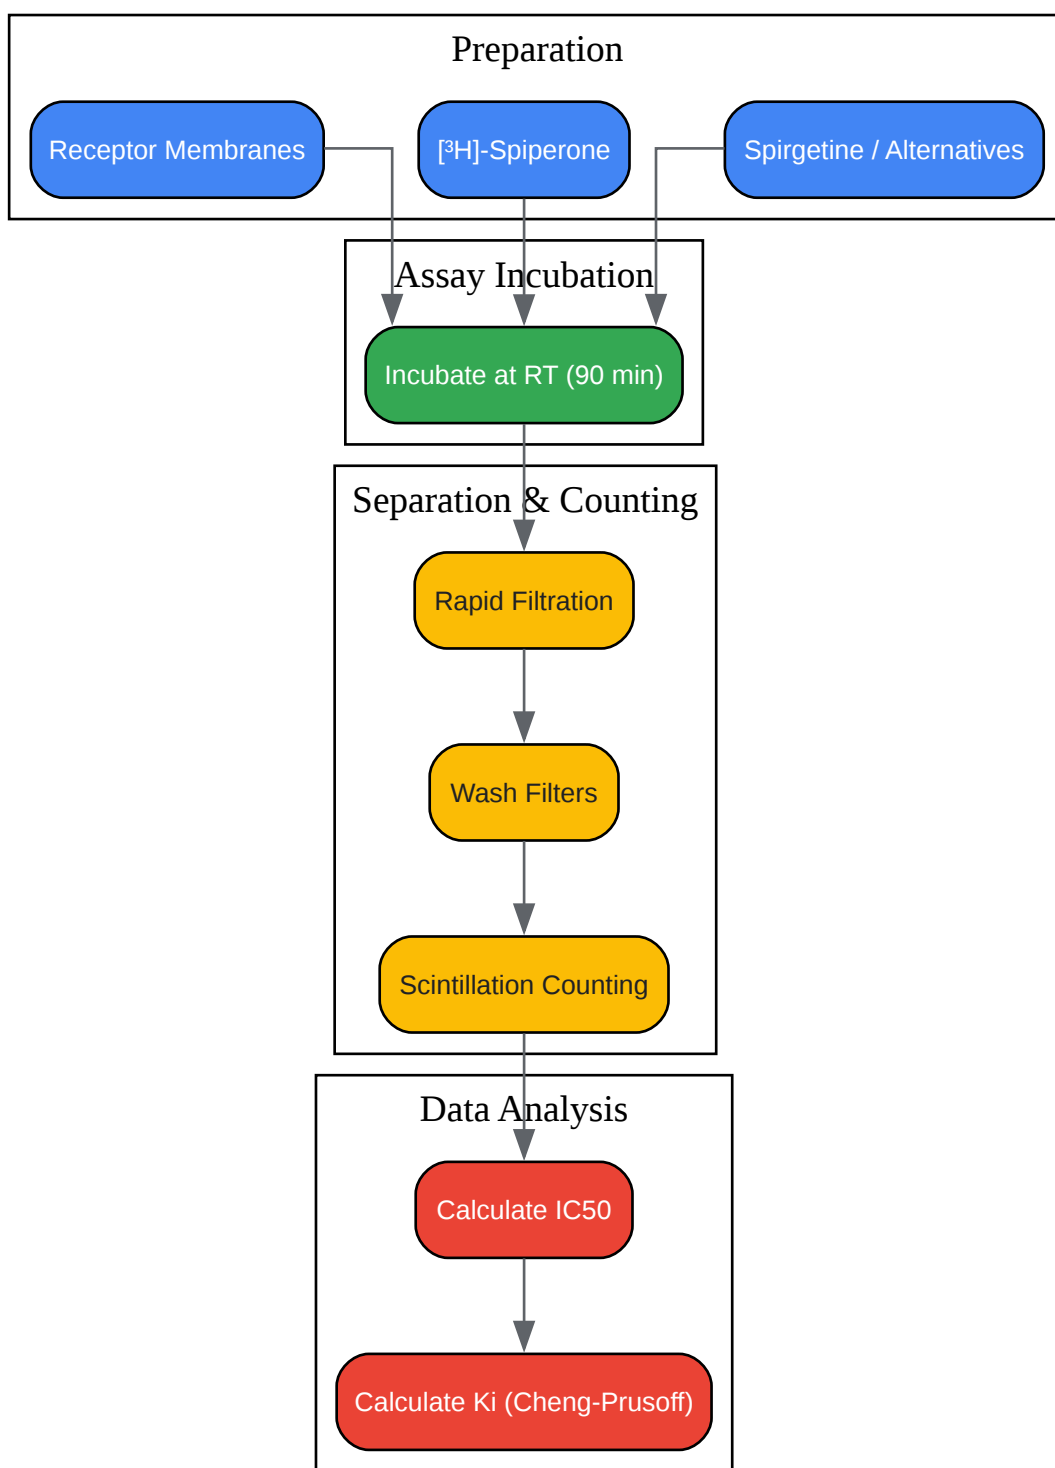 Preparation
Receptor Membranes
[³H]-Spiperone
Spirgetine / Alternatives
Assay Incubation
Incubate at RT (90 min)
Separation & Counting
Rapid Filtration
Wash Filters
Scintillation Counting
Data Analysis
Calculate IC50
Calculate Ki (Cheng-Prusoff)